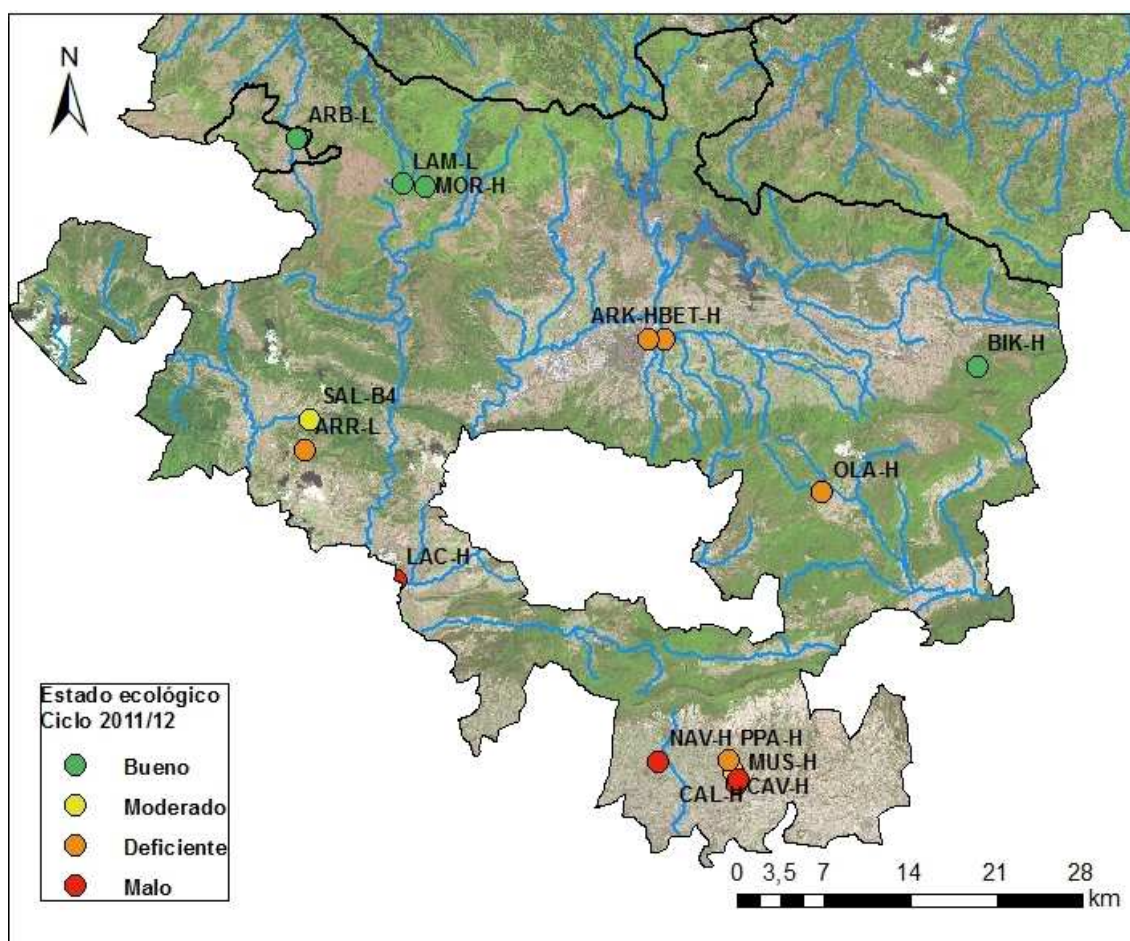 N
ARB-L
LAM-L
MOR-H
ARK-H
BET-H
BIK-H
SAL-B4
ARR-L
OLA-H
LAC-H
Estado ecológico
Ciclo 2011/12
Bueno
Moderado
Deficiente
Malo
NAV-H
PPA-H
MUS-H
CAL-H
CAV-H
0 3,5 7 14 21 28
km